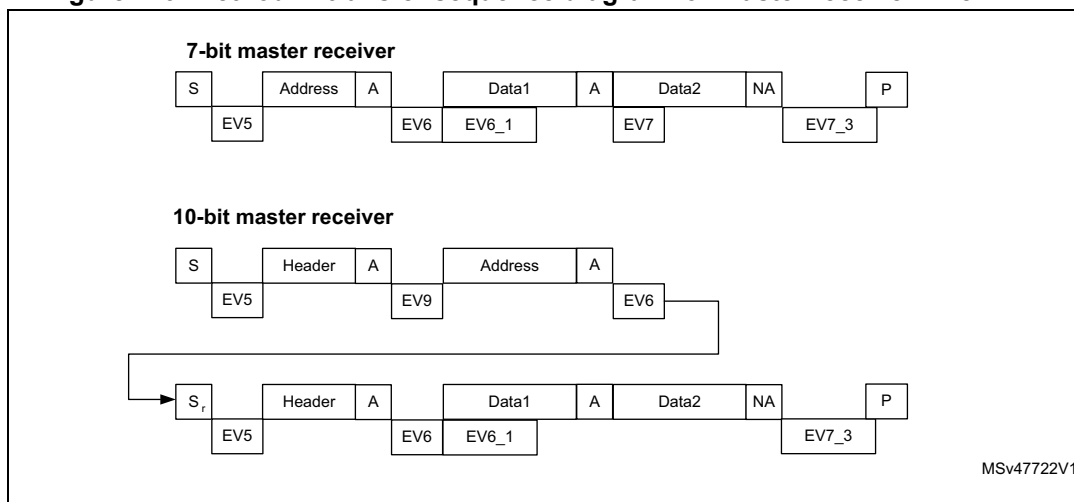 7-bit master receiver
S Address A Data1 A Data2 NA P
EV5 EV6 EV6_1 EV7 EV7_3
10-bit master receiver
S Header A Address A
EV5 EV9 EV6
Sr Header A Data1 A Data2 NA P
EV5 EV6 EV6_1 EV7_3
MSv47722V1